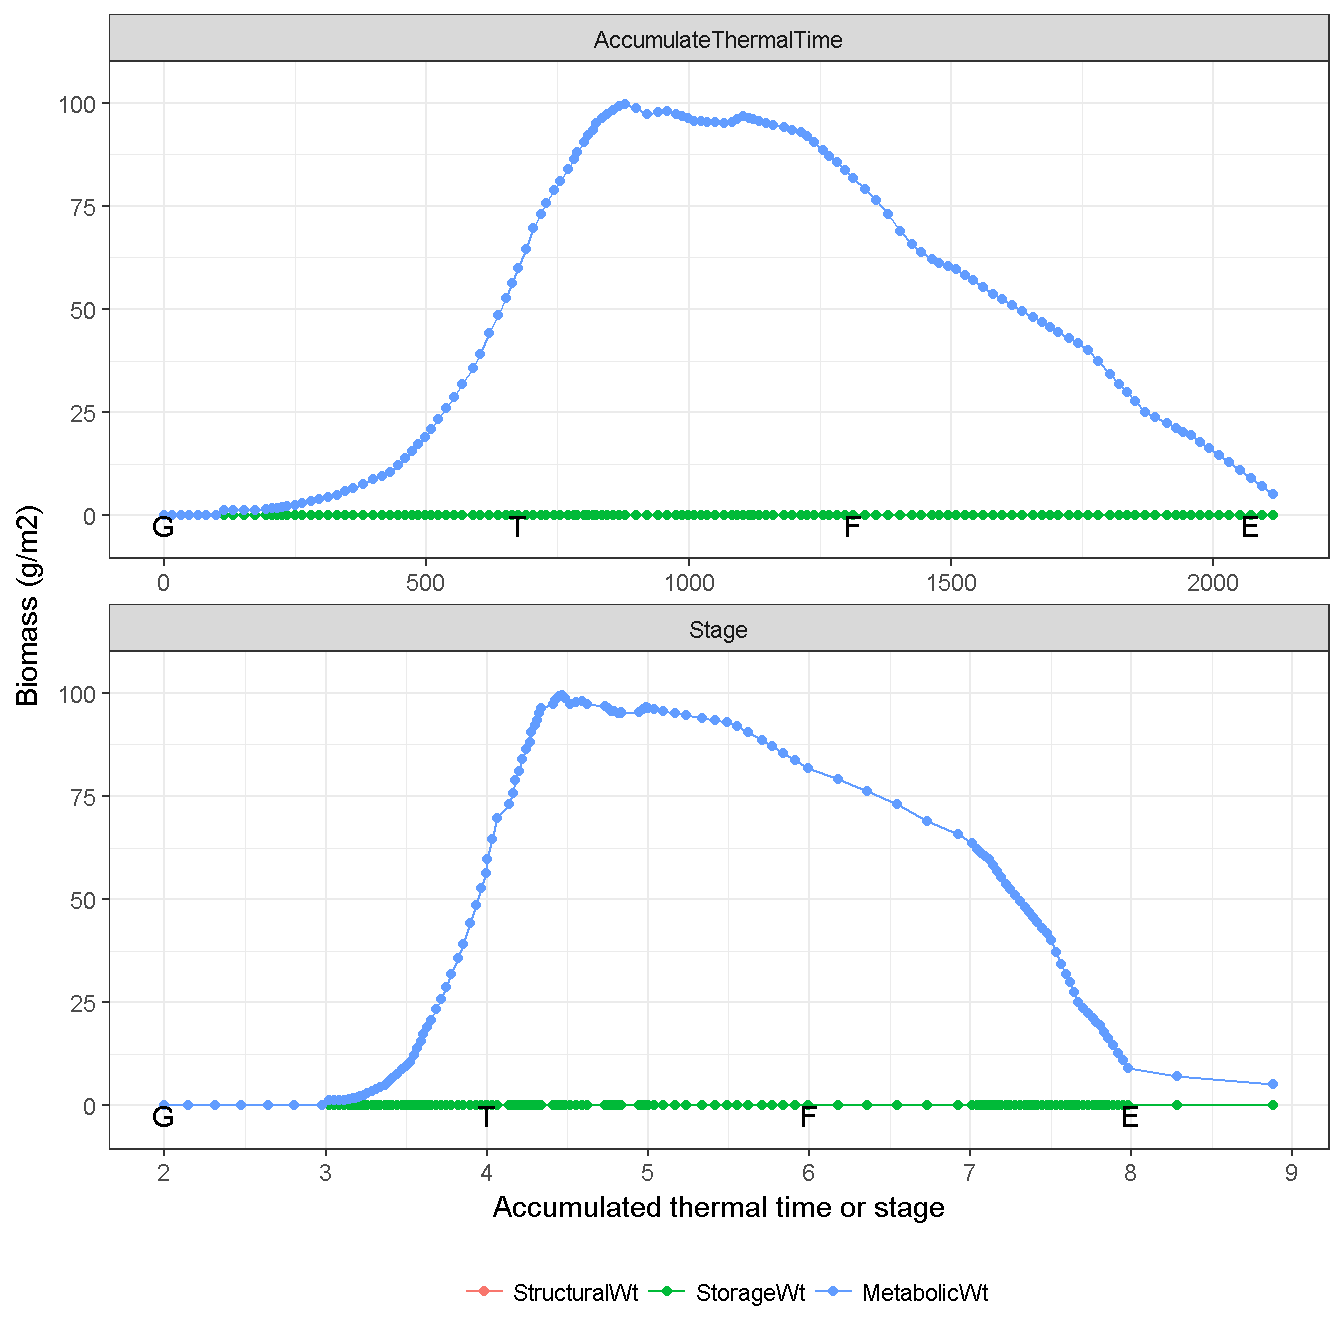 AccumulateThermalTime
100
75
50
25
0
G T F E
0 500 1000 1500 2000
Biomass (g/m2)
Stage
100
75
50
25
0
G T F E
2 3 4 5 6 7 8 9
Accumulated thermal time or stage
StructuralWt StorageWt MetabolicWt